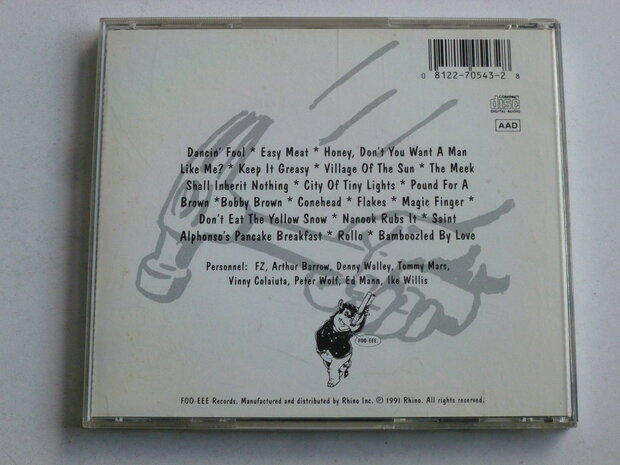 0 8122-70543-2 8
COMPACT
DISC
DIGITAL AUDIO
AAD
Dancin' Fool * Easy Meat * Honey, Don't You Want A Man
Like Me? * Keep It Greasy * Village Of The Sun * The Meek
Shall Inherit Nothing * City Of Tiny Lights * Pound For A
Brown *Bobby Brown * Conehead * Flakes * Magic Finger *
Don't Eat The Yellow Snow * Nanook Rubs It * Saint
Alphonso's Pancake Breakfast * Rollo * Bamboozled By Love
Personnel: FZ, Arthur Barrow, Denny Walley, Tommy Mars,
Vinny Colaiuta, Peter Wolf, Ed Mann, Ike Willis
FOO-EEE.
FOO-EEE Records. Manufactured and distributed by Rhino Inc. ℗ 1991 Rhino. All rights reserved.